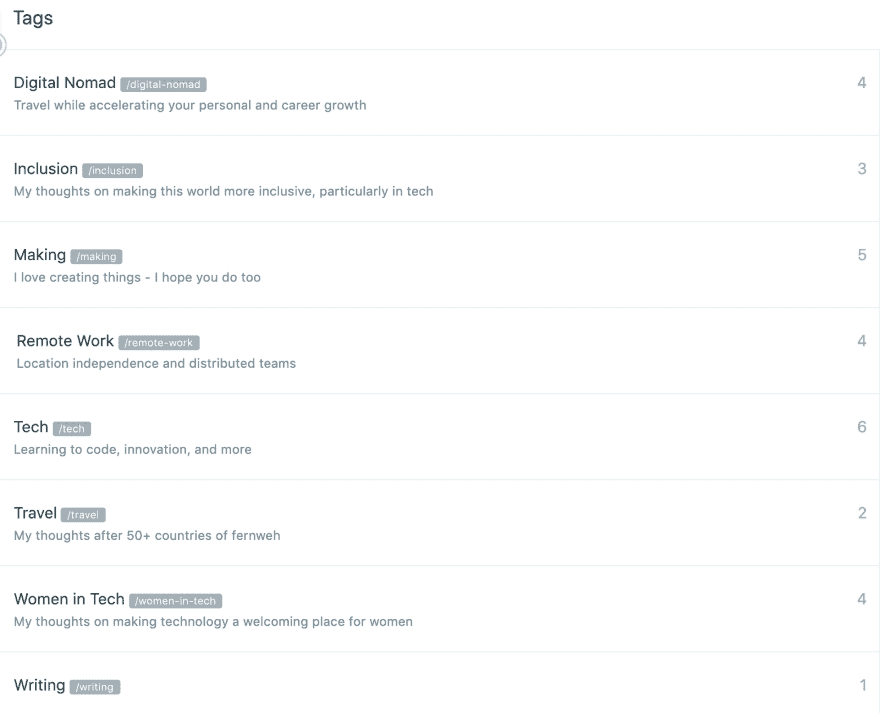 Tags
Digital Nomad /digital-nomad 4
Travel while accelerating your personal and career growth
Inclusion /inclusion 3
My thoughts on making this world more inclusive, particularly in tech
Making /making 5
I love creating things - I hope you do too
Remote Work /remote-work 4
Location independence and distributed teams
Tech /tech 6
Learning to code, innovation, and more
Travel /travel 2
My thoughts after 50+ countries of fernweh
Women in Tech /women-in-tech 4
My thoughts on making technology a welcoming place for women
Writing /writing 1